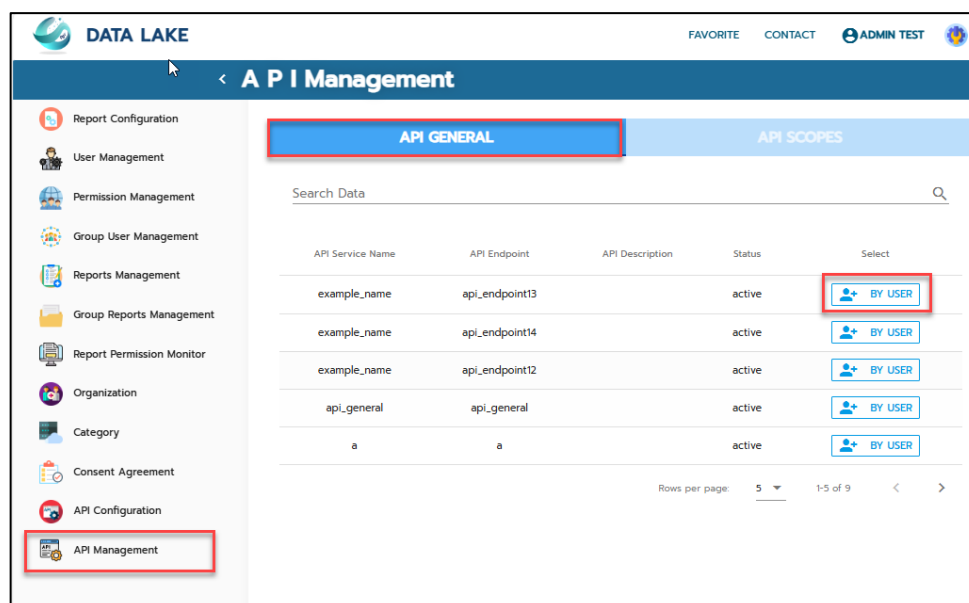 DATA LAKE
FAVORITE CONTACT ADMIN TEST
< A P I Management
Report Configuration
User Management
Permission Management
Group User Management
Reports Management
Group Reports Management
Report Permission Monitor
Organization
Category
Consent Agreement
API Configuration
API Management
API GENERAL API SCOPES
Search Data
API Service Name API Endpoint API Description Status Select
example_name api_endpoint13 active BY USER
example_name api_endpoint14 active BY USER
example_name api_endpoint12 active BY USER
api_general api_general active BY USER
a a active BY USER
Rows per page: 5 1-5 of 9 < >